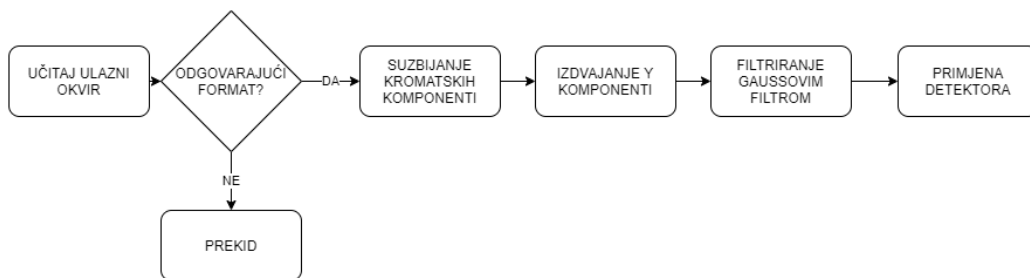 UČITAJ ULAZNI
OKVIR
ODGOVARAJUĆI
FORMAT?
DA
SUZBIJANJE
KROMATSKIH
KOMPONENTI
IZDVAJANJE Y
KOMPONENTI
FILTRIRANJE
GAUSSOVIM
FILTROM
PRIMJENA
DETEKTORA
NE
PREKID